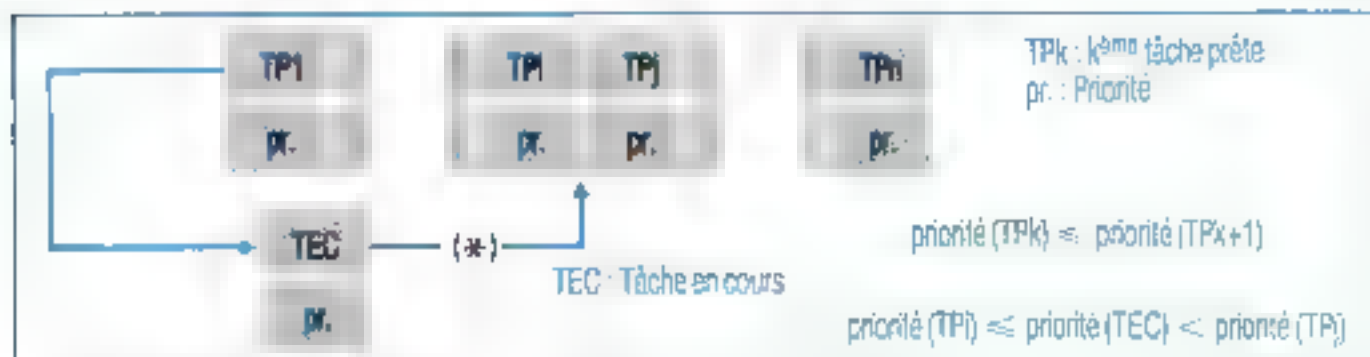 TP1 TPi TPj TPn
pr. pr. pr. pr.
TPk : kème tâche prête
pr. : Priorité
TEC (*)
pr.
TEC : Tâche en cours
priorité (TPk) ≤ priorité (TPk+1)
priorité (TPi) ≤ priorité (TEC) < priorité (TPj)